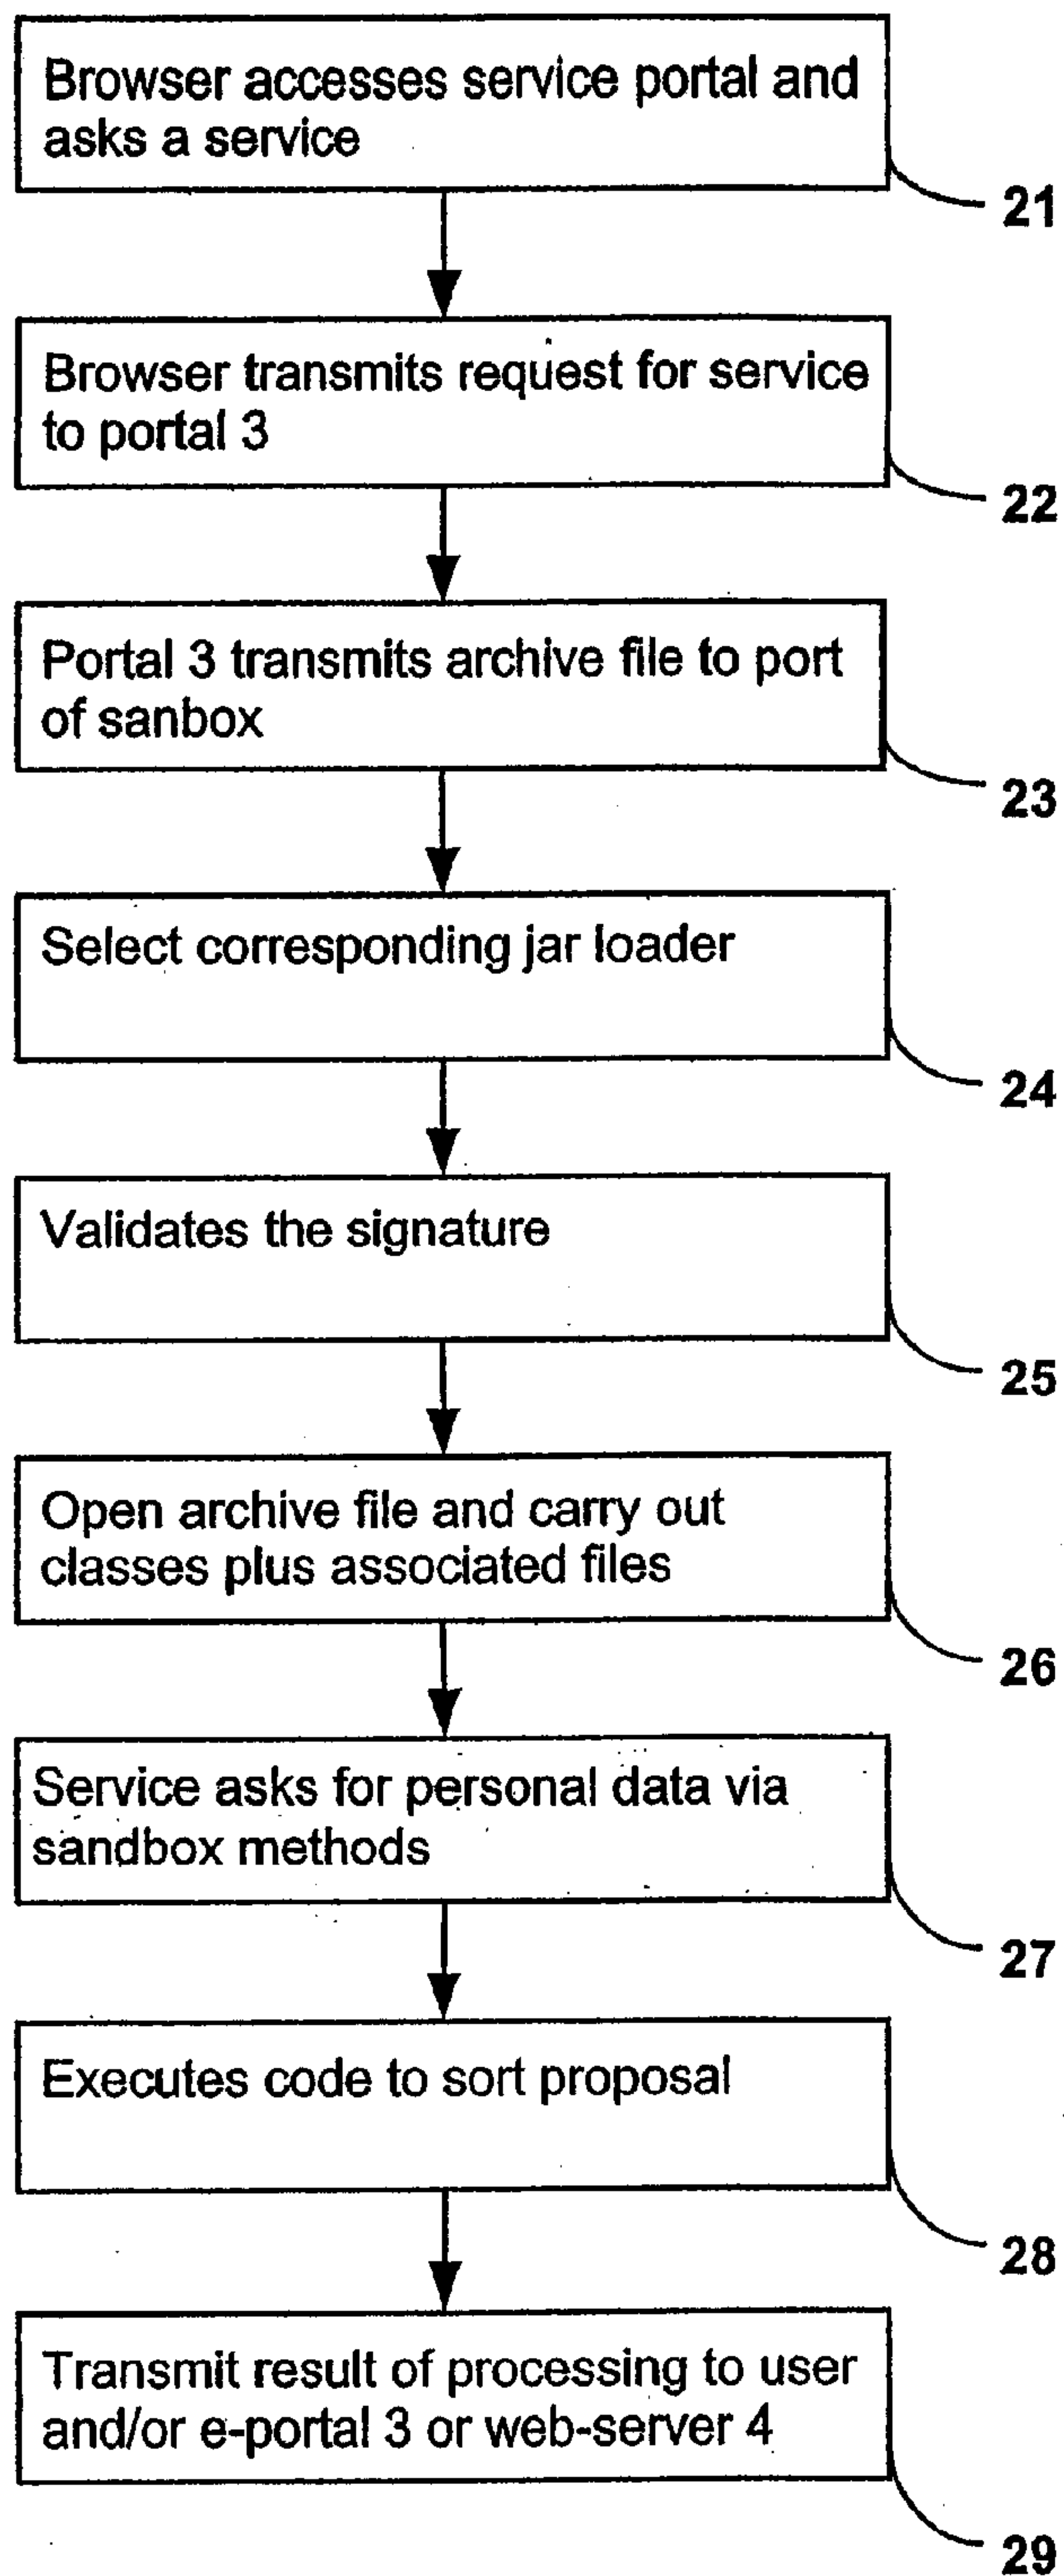 Browser accesses service portal and
asks a service
21
Browser transmits request for service
to portal 3
22
Portal 3 transmits archive file to port
of sanbox
23
Select corresponding jar loader
24
Validates the signature
25
Open archive file and carry out
classes plus associated files
26
Service asks for personal data via
sandbox methods
27
Executes code to sort proposal
28
Transmit result of processing to user
and/or e-portal 3 or web-server 4
29